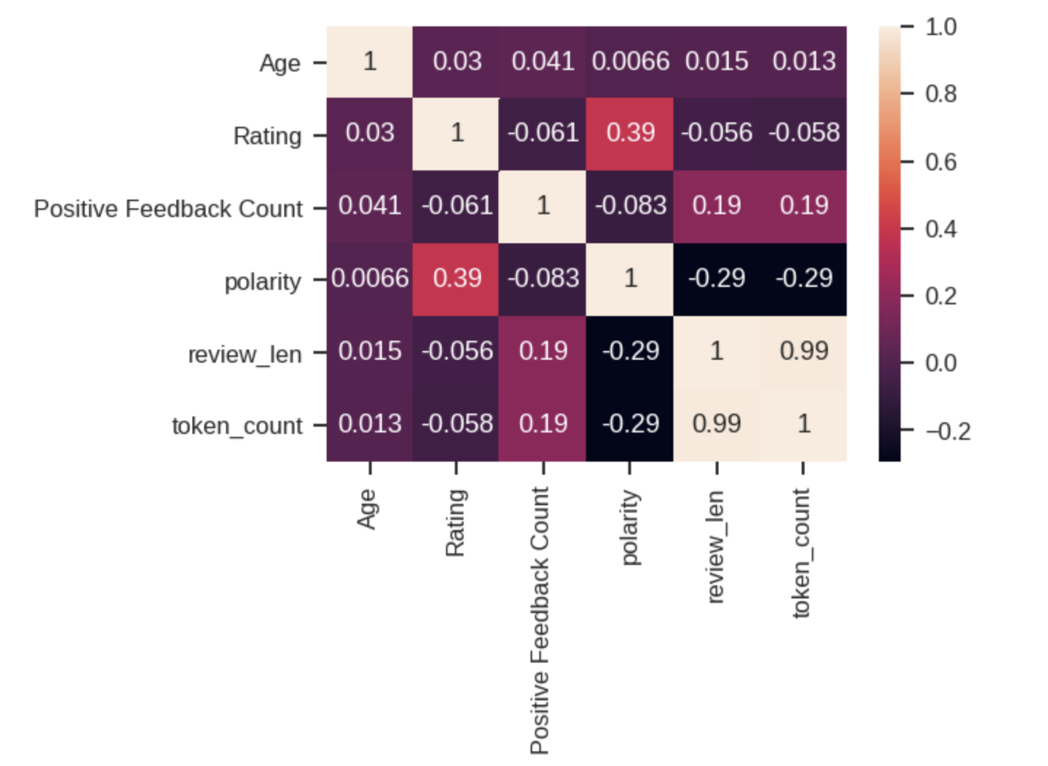 Age 1 0.03 0.041 0.0066 0.015 0.013
Rating 0.03 1 -0.061 0.39 -0.056 -0.058
Positive Feedback Count 0.041 -0.061 1 -0.083 0.19 0.19
polarity 0.0066 0.39 -0.083 1 -0.29 -0.29
review_len 0.015 -0.056 0.19 -0.29 1 0.99
token_count 0.013 -0.058 0.19 -0.29 0.99 1
Age
Rating
Positive Feedback Count
polarity
review_len
token_count
1.0
0.8
0.6
0.4
0.2
0.0
−0.2